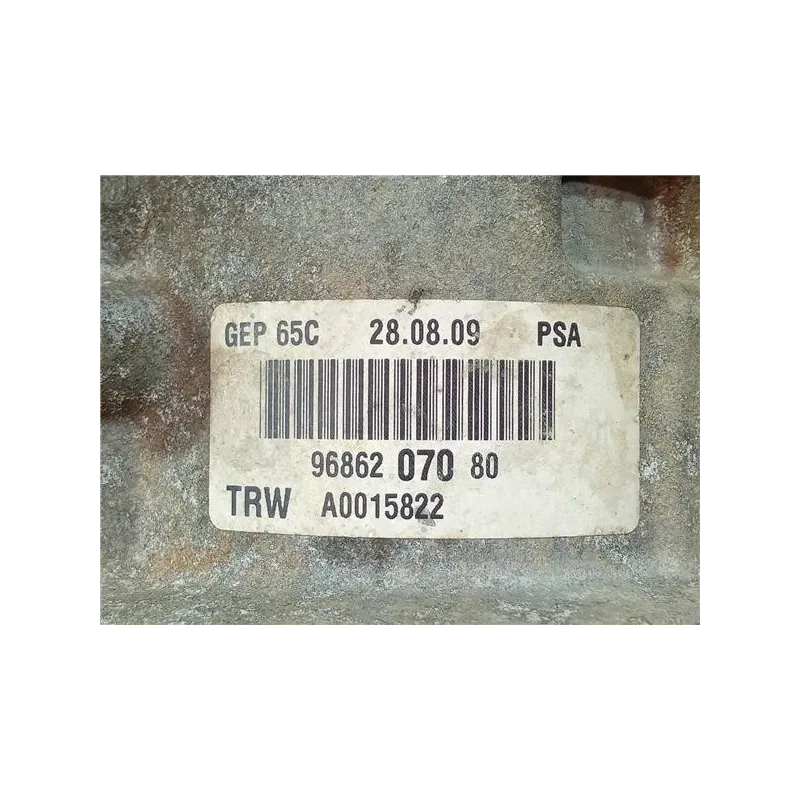 GEP 65C 28.08.09 PSA
96862 070 80
TRW A0015822